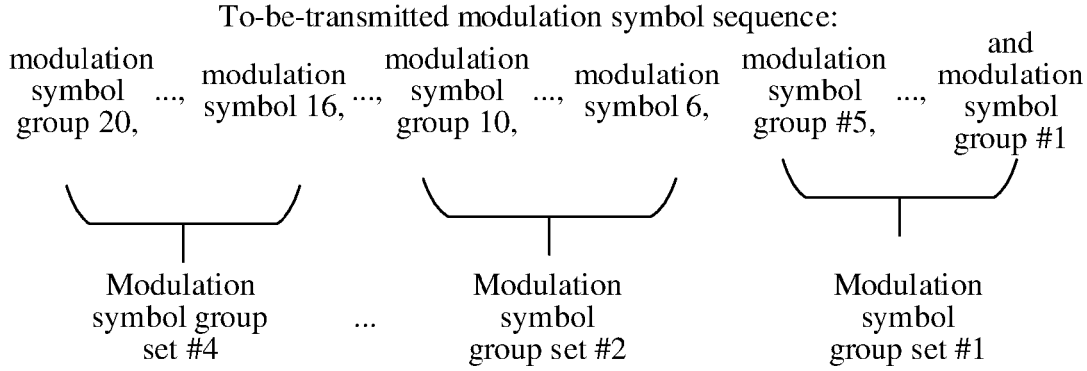 To-be-transmitted modulation symbol sequence:
modulation
symbol
group 20,
...,
modulation
symbol 16,
...,
modulation
symbol
group 10,
...,
modulation
symbol 6,
modulation
symbol
group #5,
...,
and
modulation
symbol
group #1
Modulation
symbol group
set #4
...
Modulation
symbol
group set #2
Modulation
symbol
group set #1